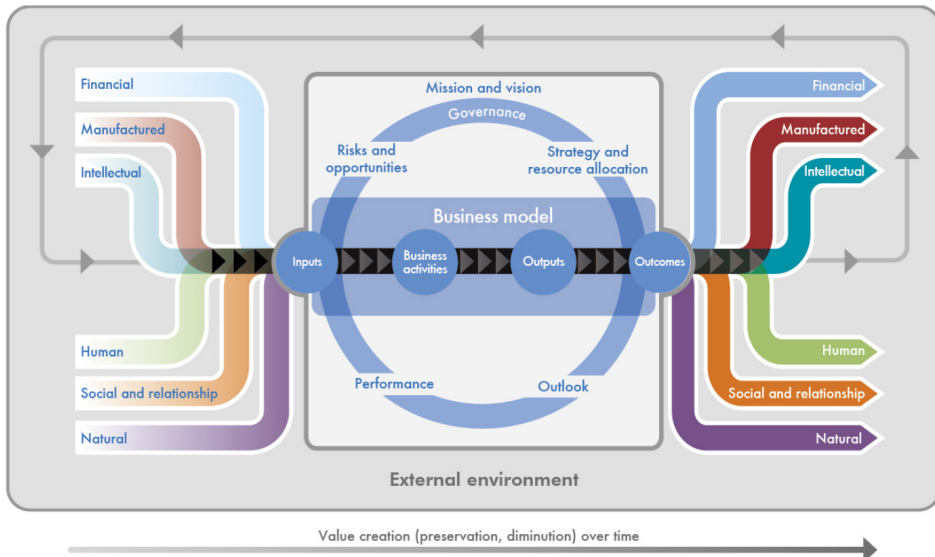 Financial
Manufactured
Intellectual
Human
Social and relationship
Natural
Mission and vision
Governance
Risks and
opportunities
Strategy and
resource allocation
Business model
Inputs
Business
activities
Outputs
Outcomes
Performance
Outlook
Financial
Manufactured
Intellectual
Human
Social and relationship
Natural
External environment
Value creation (preservation, diminution) over time